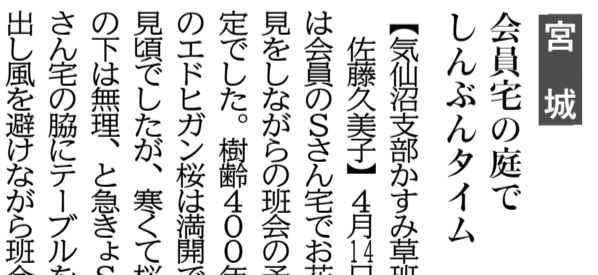 宮城
会員宅の庭で
しんぶんタイム
【気仙沼支部かすみ草班
佐藤久美子】４月14日
は会員のＳさん宅でお花
見をしながらの班会の予
定でした。樹齢４００年
のエドヒガン桜は満開で
見頃でしたが、寒くて桜
の下は無理、と急きょＳ
さん宅の脇にテーブルを
出し風を避けながら班会